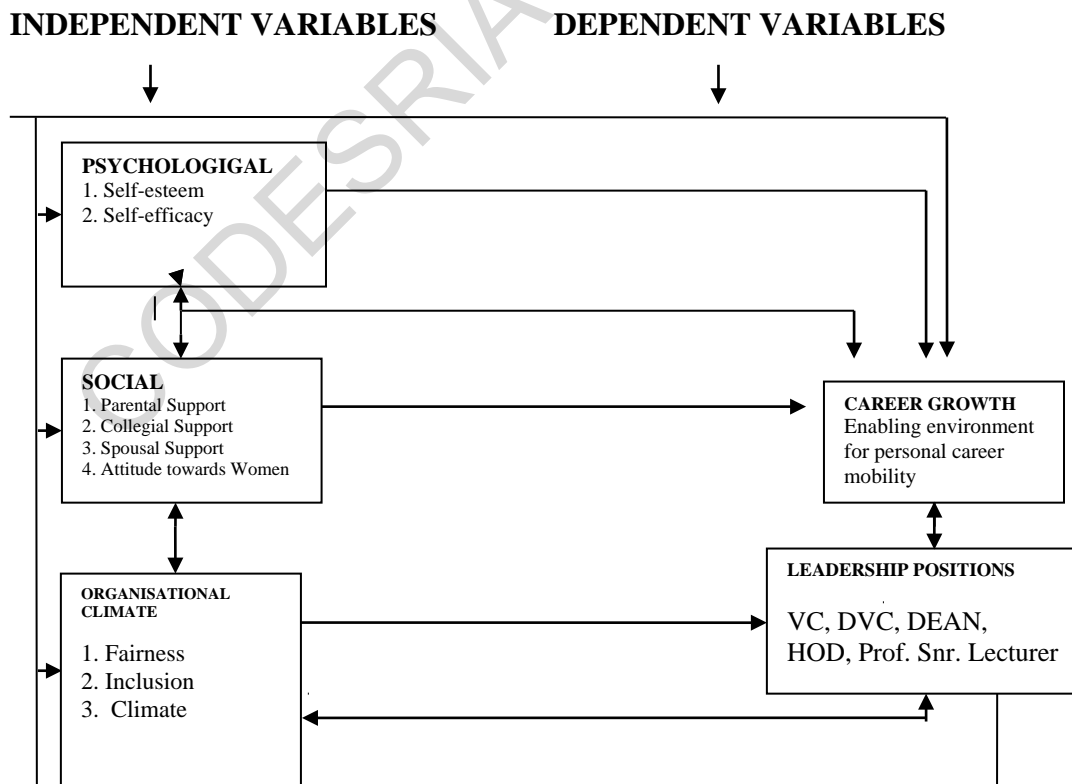 INDEPENDENT VARIABLES DEPENDENT VARIABLES
PSYCHOLOGIGAL
1. Self-esteem
2. Self-efficacy
SOCIAL
1. Parental Support
2. Collegial Support
3. Spousal Support
4. Attitude towards Women
CAREER GROWTH
Enabling environment
for personal career
mobility
ORGANISATIONAL
CLIMATE
1. Fairness
2. Inclusion
3. Climate
LEADERSHIP POSITIONS
VC, DVC, DEAN,
HOD, Prof. Snr. Lecturer
CODESRIA